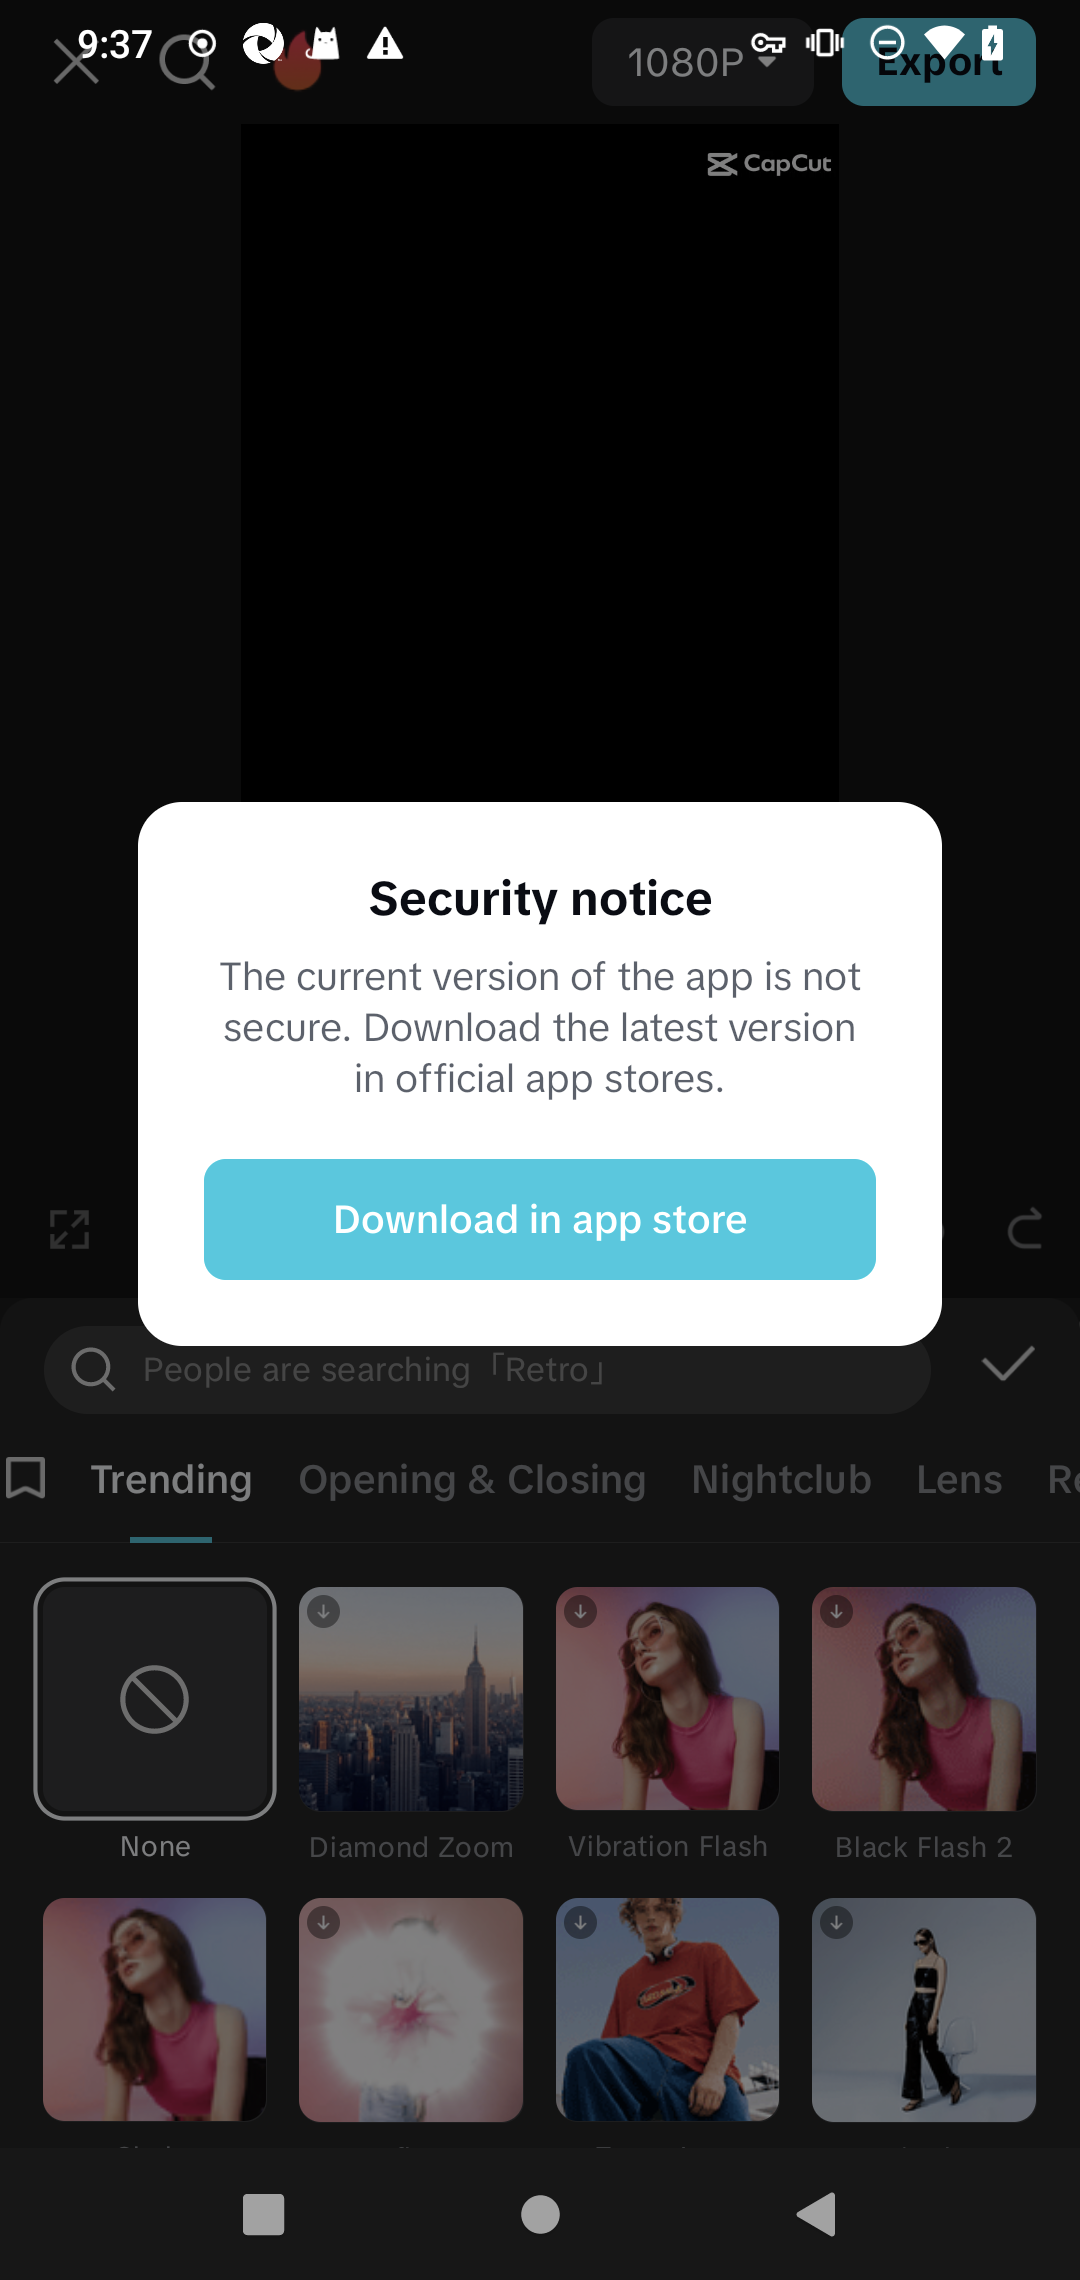 9:37
1080P
Export
CapCut
Security notice
The current version of the app is not
secure. Download the latest version
in official app stores.
Download in app store
People are searching「Retro」
Trending
Opening & Closing
Nightclub
Lens
None
Diamond Zoom
Vibration Flash
Black Flash 2